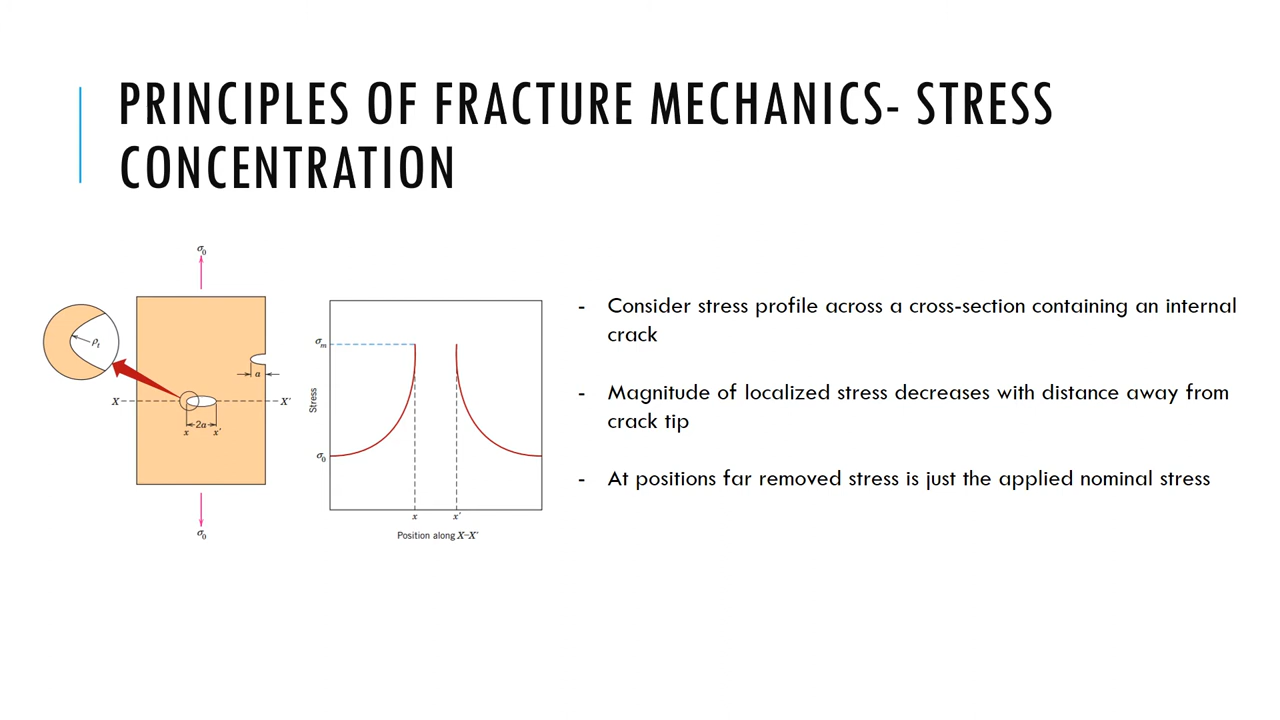 PRINCIPLES OF FRACTURE MECHANICS- STRESS
CONCENTRATION
σ₀
ρₜ
a
X
X'
2a
x
x'
σ₀
Stress
σₘ
σ₀
x
x'
Position along X–X'
- Consider stress profile across a cross-section containing an internal
crack
- Magnitude of localized stress decreases with distance away from
crack tip
- At positions far removed stress is just the applied nominal stress